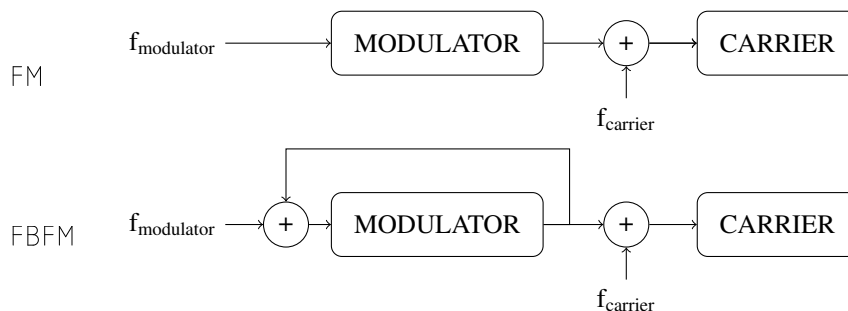 f_modulator MODULATOR + CARRIER
FM
f_carrier
f_modulator + MODULATOR + CARRIER
FBFM
f_carrier